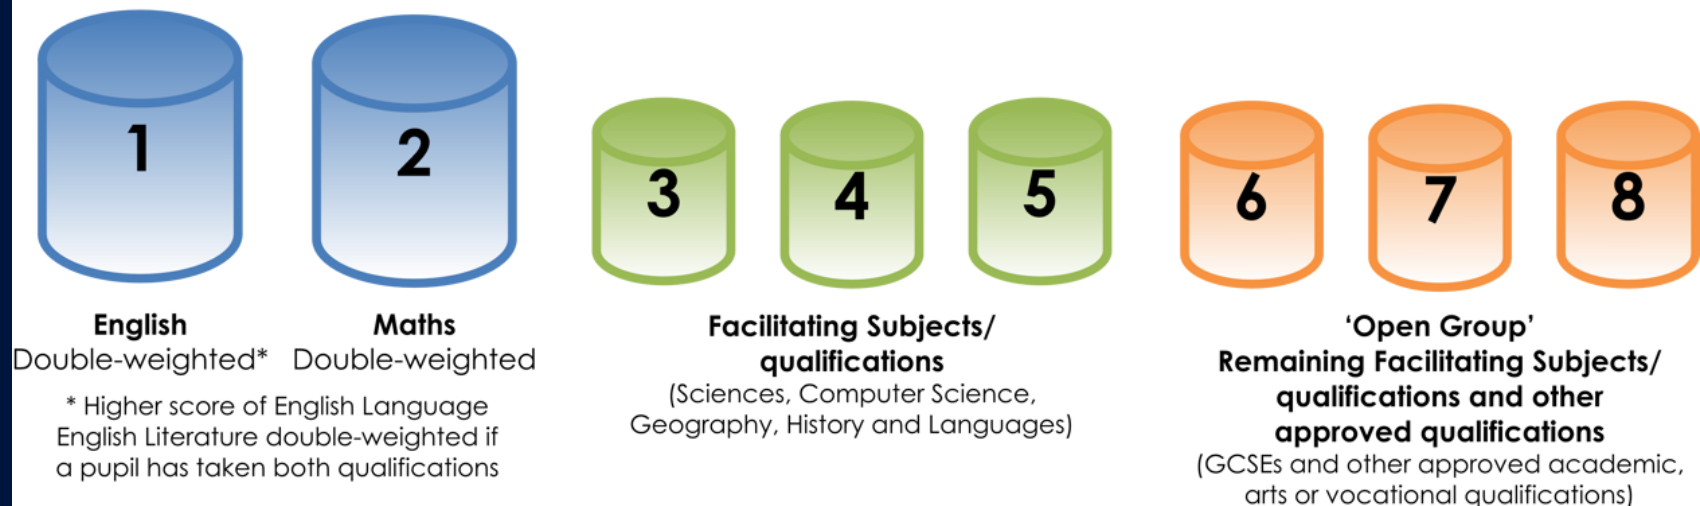 1
2
3
4
5
6
7
8
English
Double-weighted*
Maths
Double-weighted
* Higher score of English Language
English Literature double-weighted if
a pupil has taken both qualifications
Facilitating Subjects/
qualifications
(Sciences, Computer Science,
Geography, History and Languages)
‘Open Group’
Remaining Facilitating Subjects/
qualifications and other
approved qualifications
(GCSEs and other approved academic,
arts or vocational qualifications)